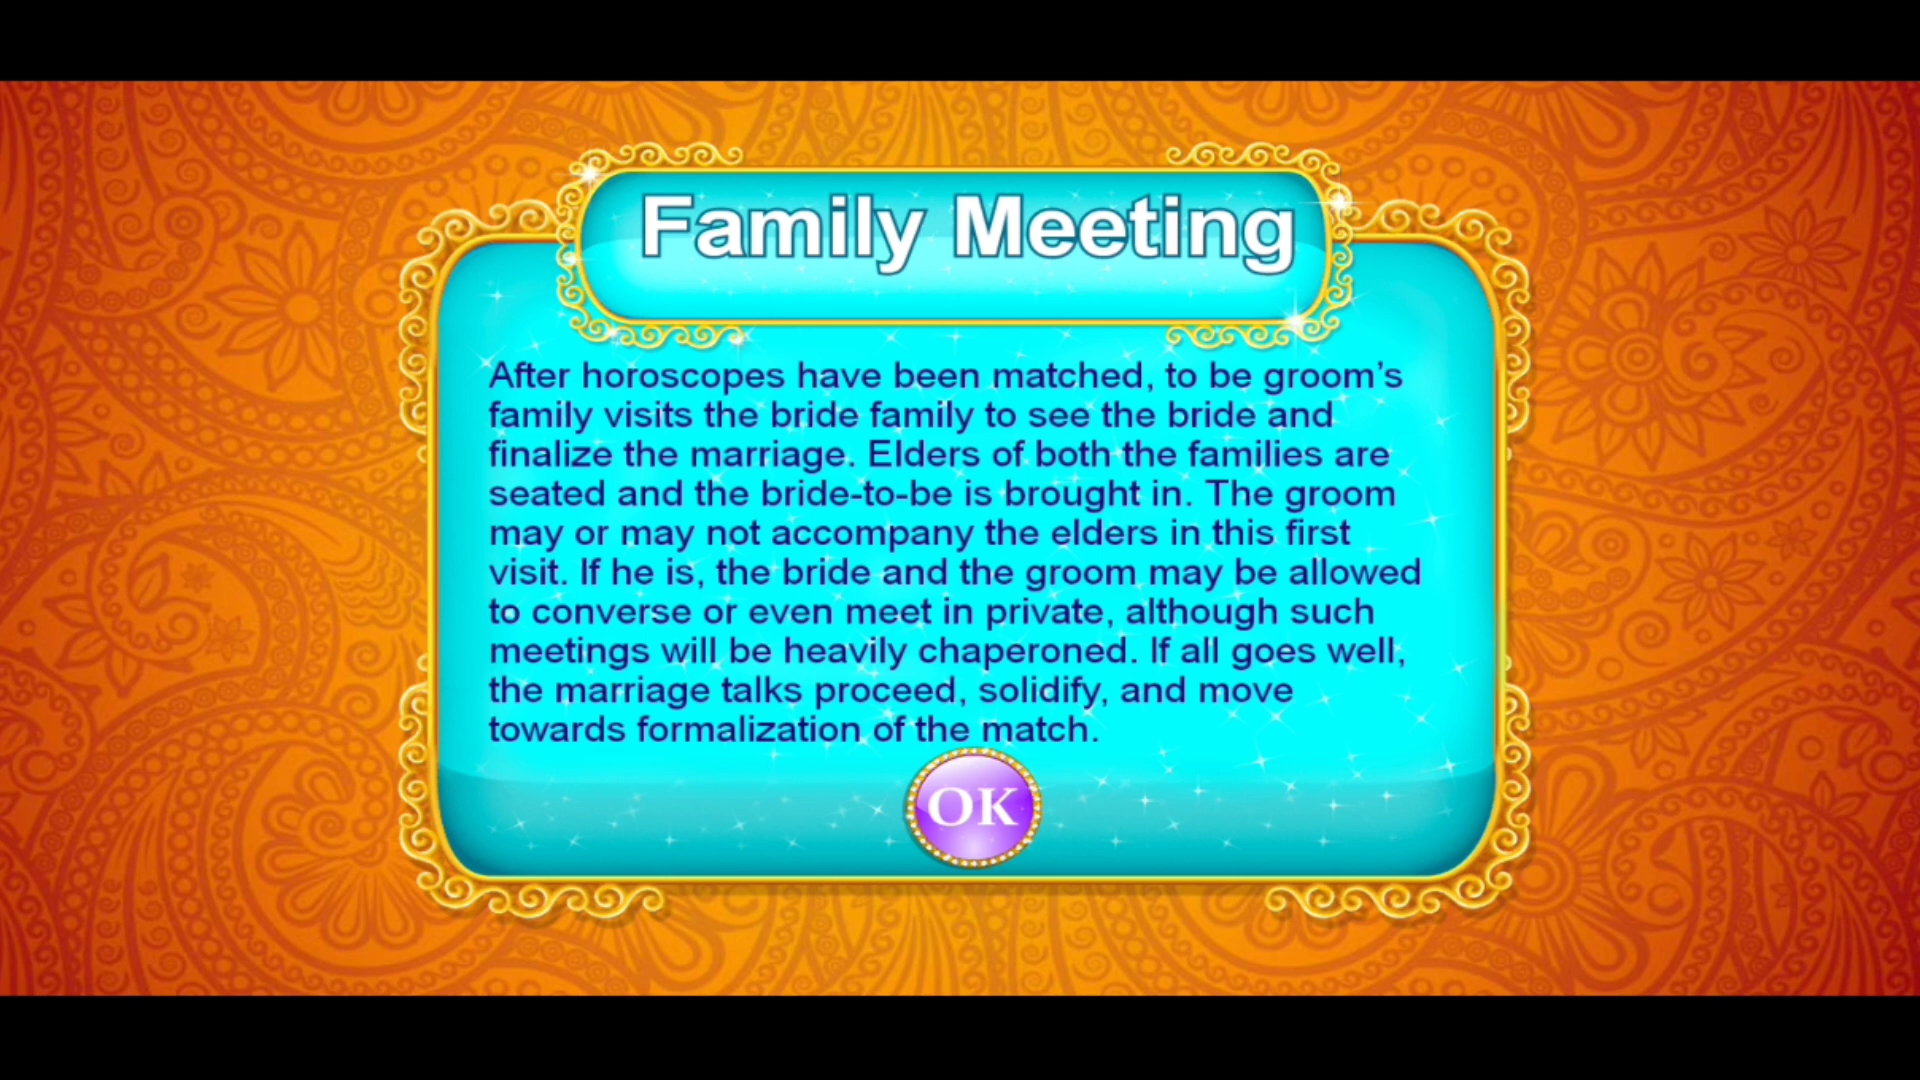 Family Meeting
After horoscopes have been matched, to be groom’s
family visits the bride family to see the bride and
finalize the marriage. Elders of both the families are
seated and the bride-to-be is brought in. The groom
may or may not accompany the elders in this first
visit. If he is, the bride and the groom may be allowed
to converse or even meet in private, although such
meetings will be heavily chaperoned. If all goes well,
the marriage talks proceed, solidify, and move
towards formalization of the match.
OK